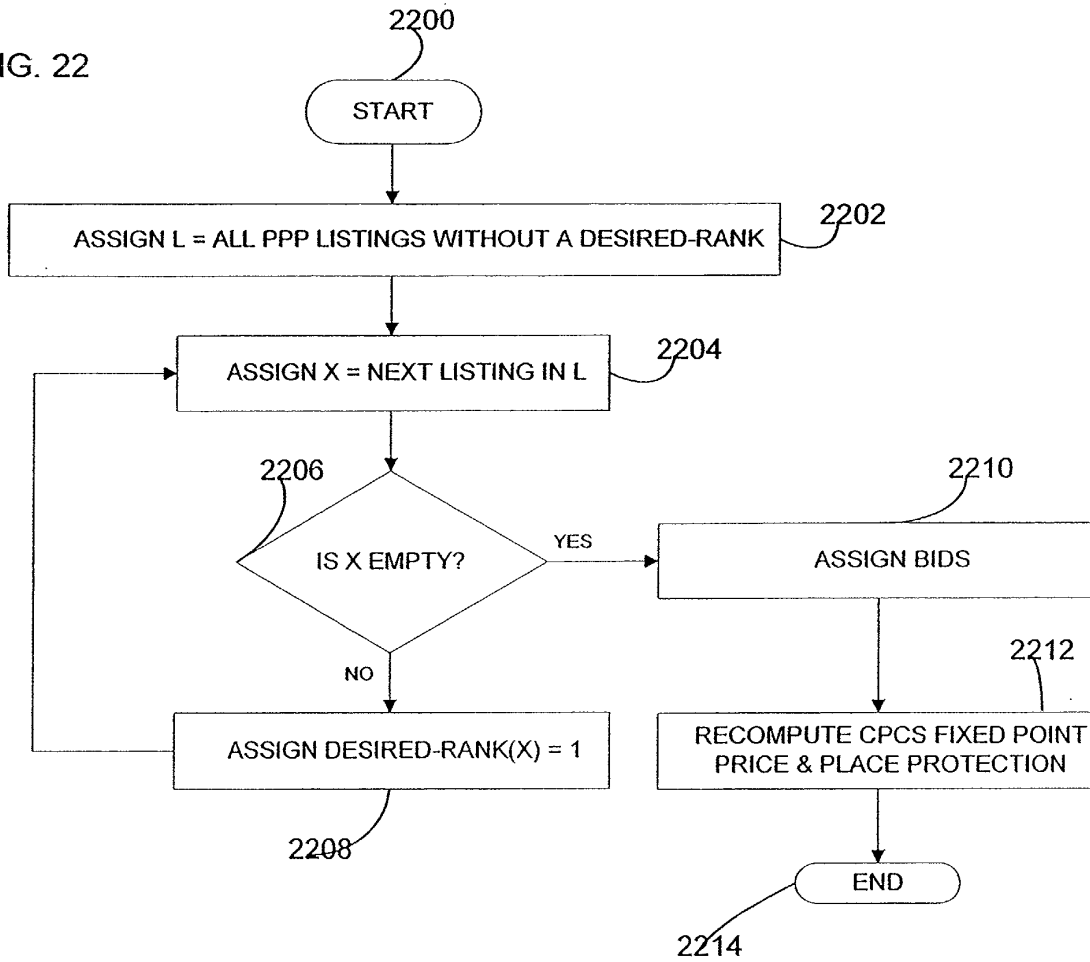 2200
IG. 22
START
2202
ASSIGN L = ALL PPP LISTINGS WITHOUT A DESIRED-RANK
2204
ASSIGN X = NEXT LISTING IN L
2206
2210
IS X EMPTY?
YES
ASSIGN BIDS
NO
2212
ASSIGN DESIRED-RANK(X) = 1
RECOMPUTE CPCS FIXED POINT
PRICE & PLACE PROTECTION
2208
END
2214